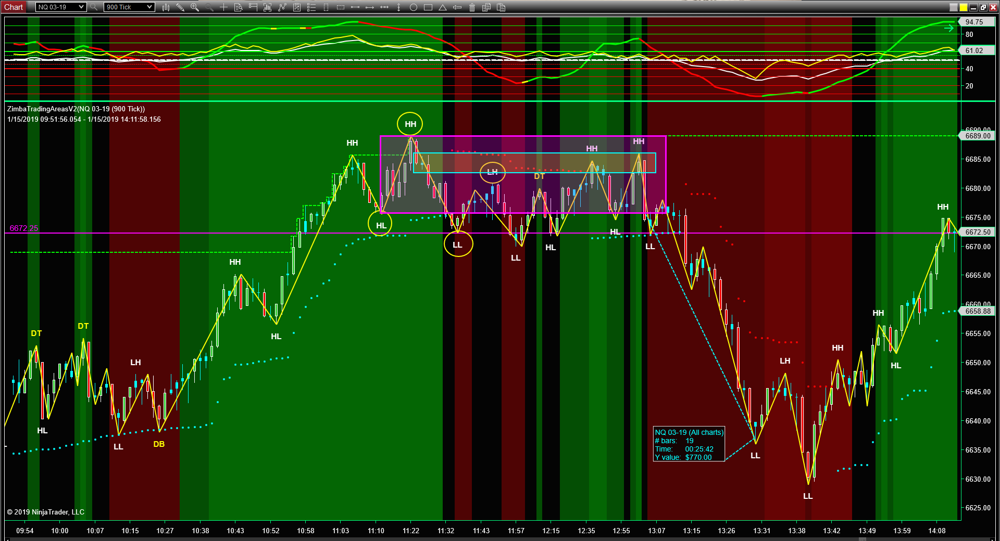 Chart NQ 03-19 900 Tick
94.75
80
61.02
40
20
ZimbaTradingAreasV2(NQ 03-19 (900 Tick))
1/15/2019 09:51:56.054 - 1/15/2019 14:11:58.156
6690.00
6689.00
6685.00
6680.00
6675.00
6672.50
6670.00
6665.00
6660.00
6658.88
6655.00
6650.00
6645.00
6640.00
6635.00
6630.00
6625.00
6672.25
DT
HL
DT
LL
LH
DB
HH
HL
HH
HL
HH
LL
LH
LL
DT
HL
HH
HL
HH
LL
LL
LH
LL
HH
HH
HL
HH
NQ 03-19 (All charts)
# bars: 19
Time: 00:25:42
Y value: $770.00
© 2019 NinjaTrader, LLC
09:54 10:00 10:07 10:15 10:27 10:38 10:43 10:52 10:58 11:03 11:10 11:22 11:32 11:43 11:57 12:15 12:35 12:55 13:07 13:15 13:26 13:31 13:38 13:42 13:49 13:59 14:08